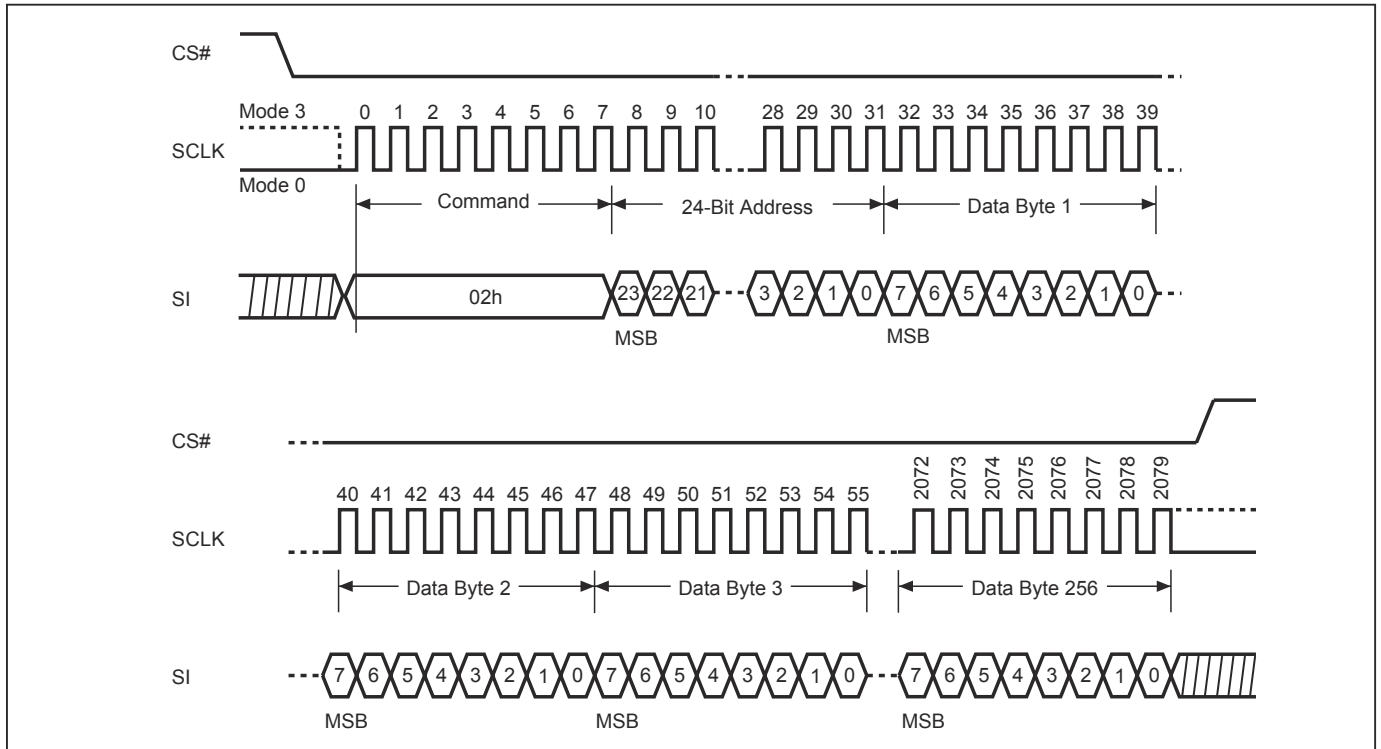 CS#
Mode 3
0 1 2 3 4 5 6 7 8 9 10 28 29 30 31 32 33 34 35 36 37 38 39
SCLK
Mode 0
Command 24-Bit Address Data Byte 1
SI 02h 23 22 21 3 2 1 0 7 6 5 4 3 2 1 0
MSB MSB
CS#
40 41 42 43 44 45 46 47 48 49 50 51 52 53 54 55 2072 2073 2074 2075 2076 2077 2078 2079
SCLK
Data Byte 2 Data Byte 3 Data Byte 256
SI 7 6 5 4 3 2 1 0 7 6 5 4 3 2 1 0 7 6 5 4 3 2 1 0
MSB MSB MSB